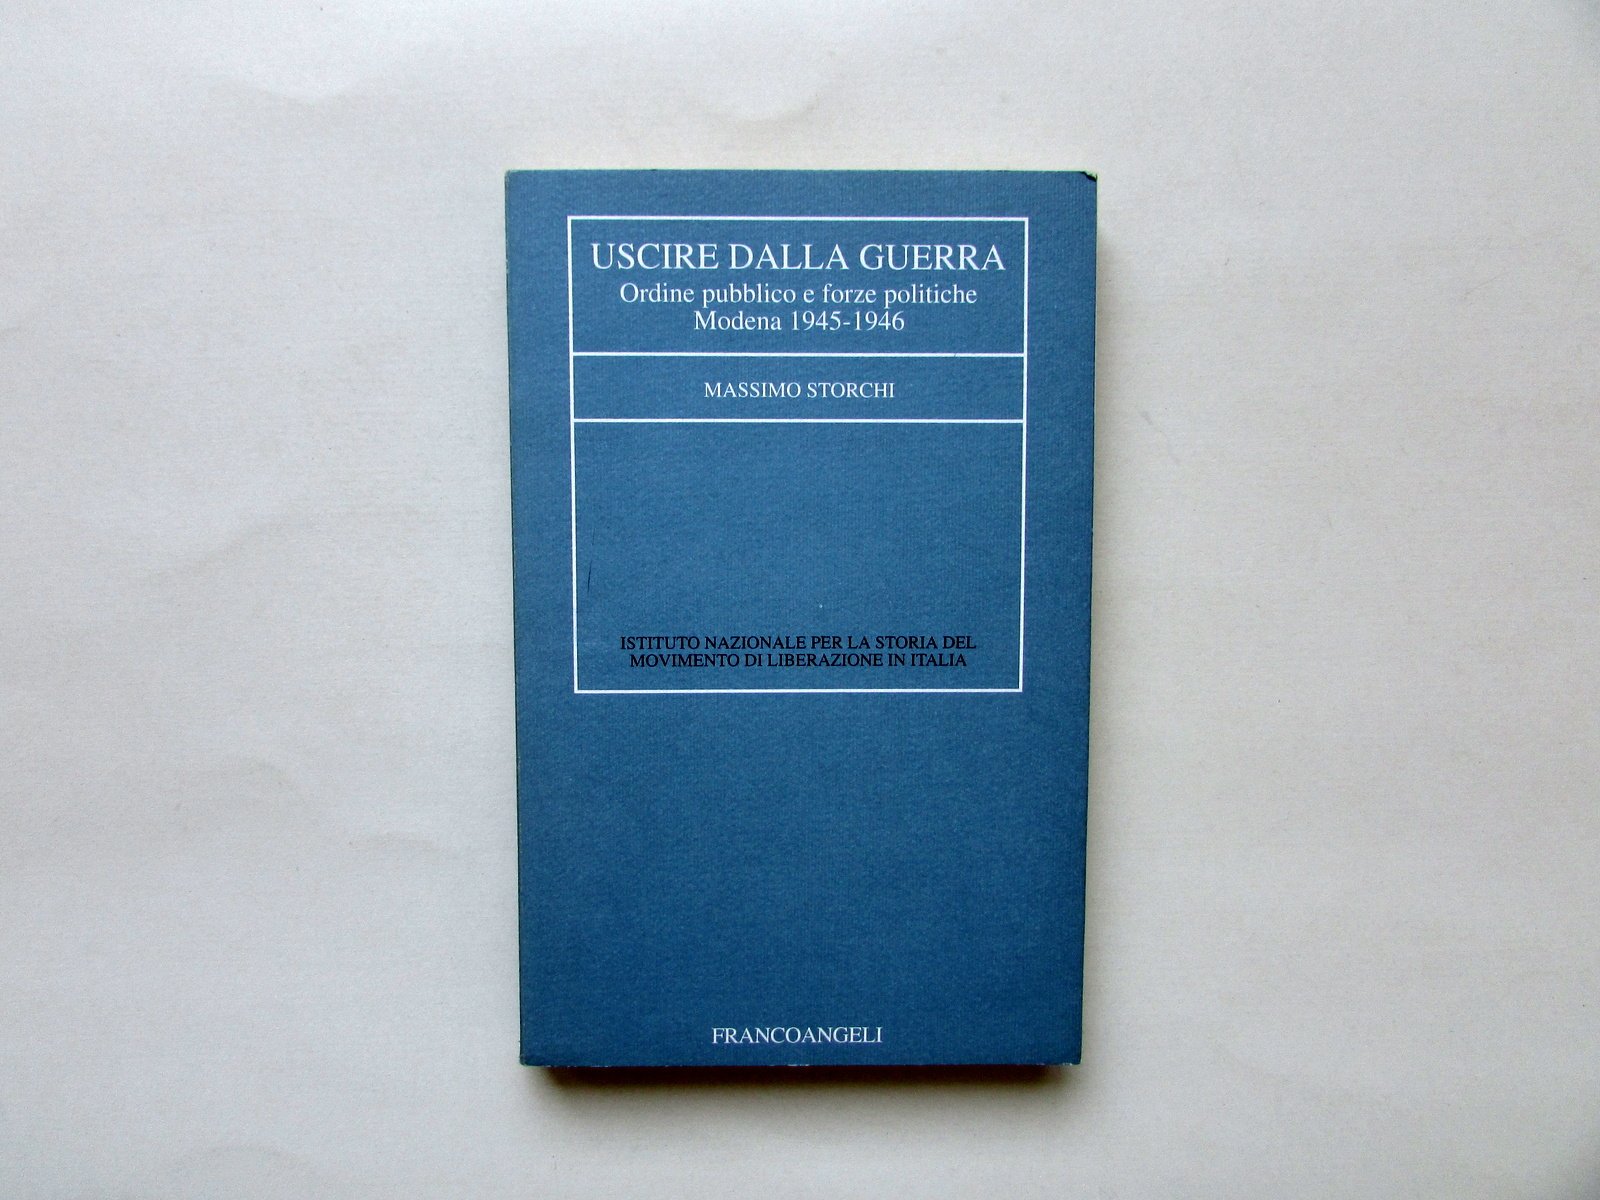 USCIRE DALLA GUERRA
Ordine pubblico e forze politiche
Modena 1945-1946
MASSIMO STORCHI
ISTITUTO NAZIONALE PER LA STORIA DEL
MOVIMENTO DI LIBERAZIONE IN ITALIA
FRANCOANGELI